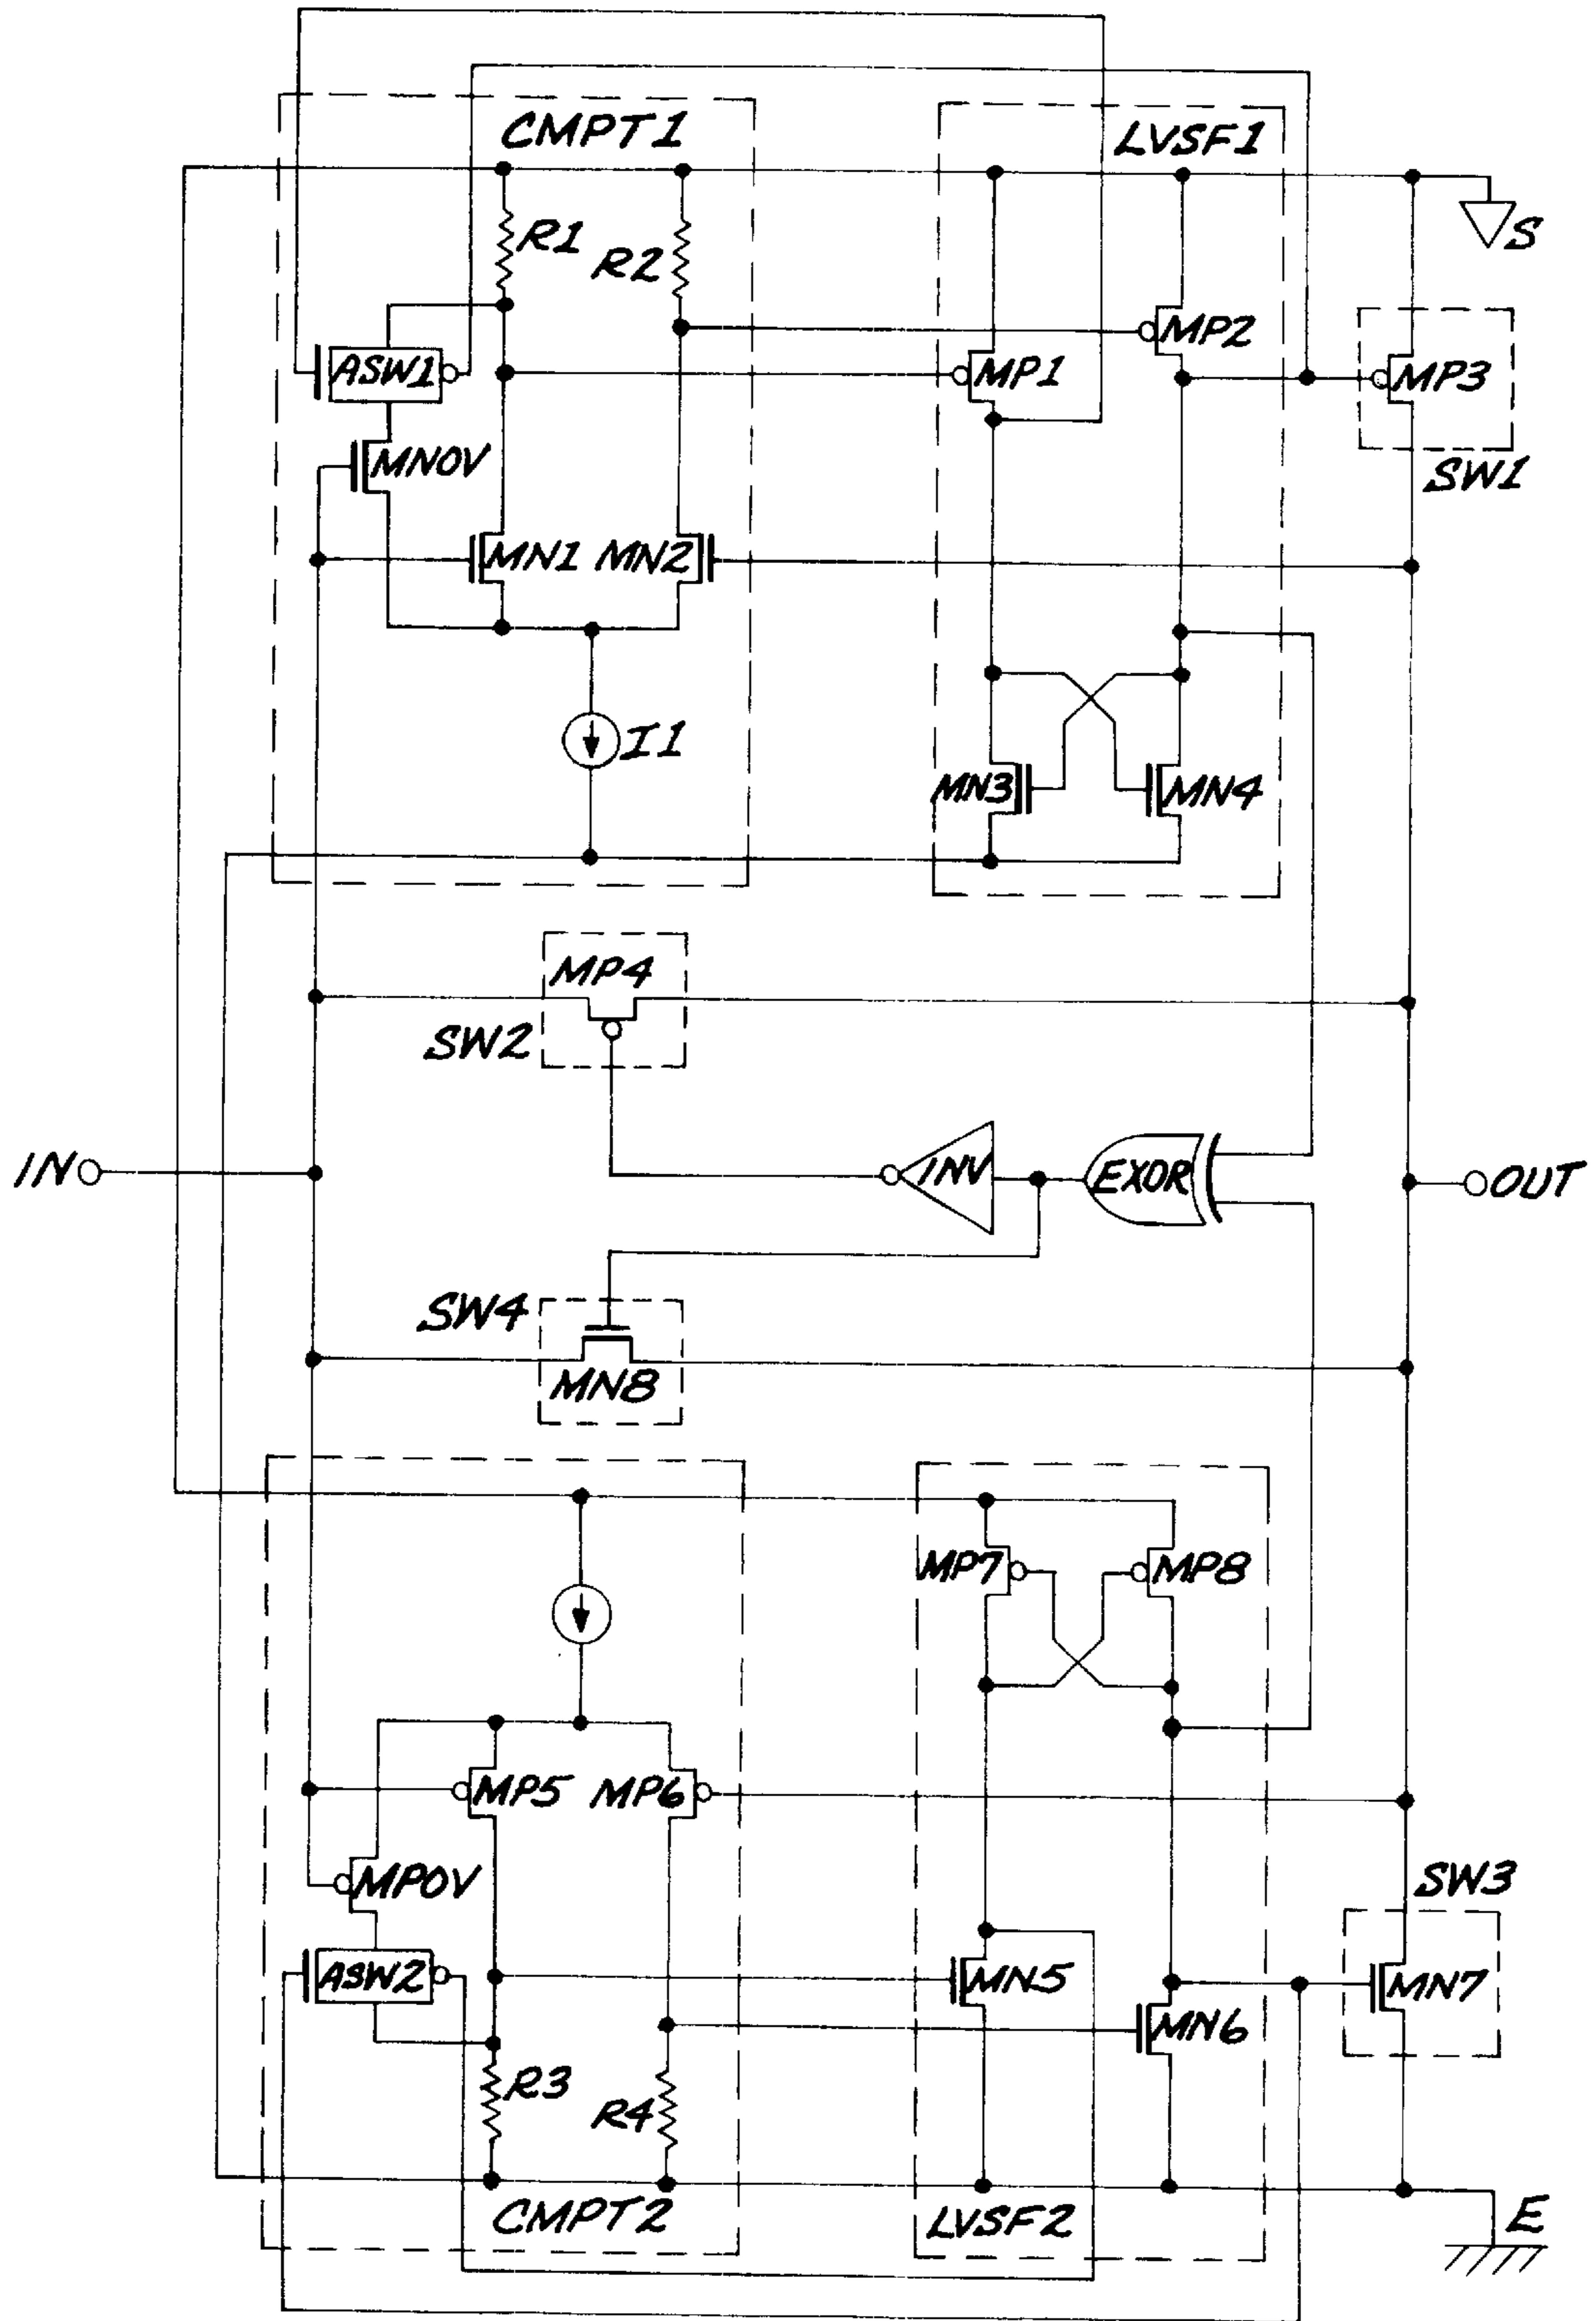 CMPT1
LVSF1
R1
R2
S
ASW1
MP1
MP2
MP3
MNOV
SW1
MN1
MN2
I1
MN3
MN4
MP4
SW2
IN
INV
EXOR
OUT
SW4
MN8
MP7
MP8
MP5
MP6
MPOV
SW3
ASW2
MN5
MN6
MN7
R3
R4
CMPT2
LVSF2
E